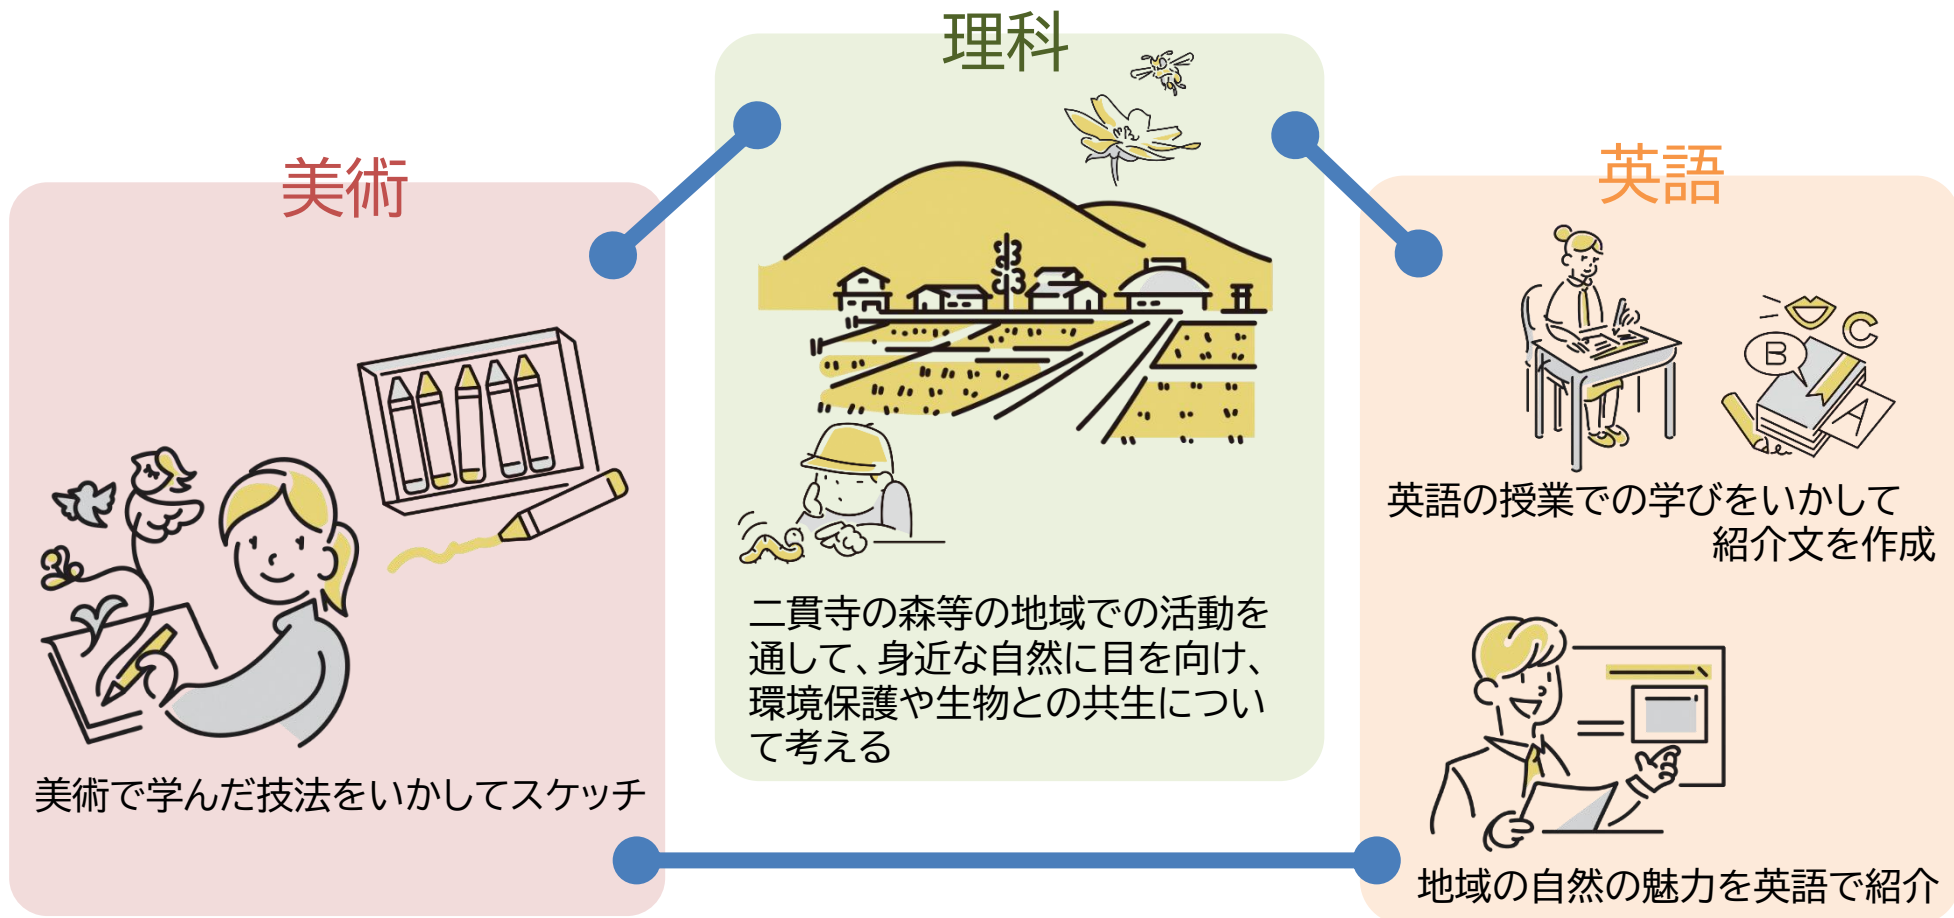 美術
美術で学んだ技法をいかしてスケッチ
理科
二貫寺の森等の地域での活動を
通して、身近な自然に目を向け、
環境保護や生物との共生につい
て考える
英語
B
C
A
英語の授業での学びをいかして
紹介文を作成
地域の自然の魅力を英語で紹介